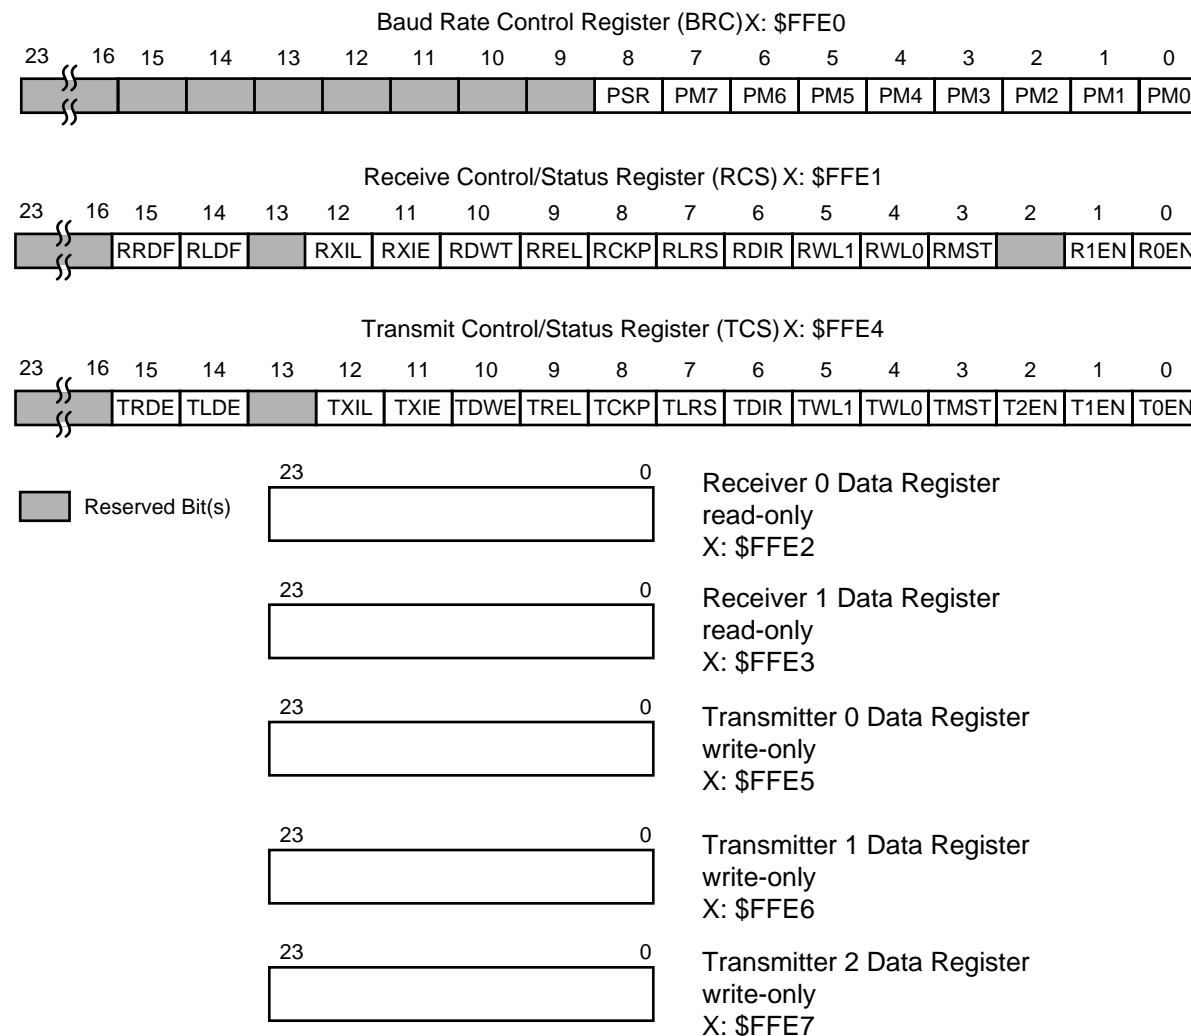 Baud Rate Control Register (BRC)X: $FFE0
23 16 15 14 13 12 11 10 9 8 7 6 5 4 3 2 1 0
PSR PM7 PM6 PM5 PM4 PM3 PM2 PM1 PM0
Receive Control/Status Register (RCS) X: $FFE1
23 16 15 14 13 12 11 10 9 8 7 6 5 4 3 2 1 0
RRDF RLDF RXIL RXIE RDWT RREL RCKP RLRS RDIR RWL1 RWL0 RMST R1EN R0EN
Transmit Control/Status Register (TCS) X: $FFE4
23 16 15 14 13 12 11 10 9 8 7 6 5 4 3 2 1 0
TRDE TLDE TXIL TXIE TDWE TREL TCKP TLRS TDIR TWL1 TWL0 TMST T2EN T1EN T0EN
Reserved Bit(s)
23 0
Receiver 0 Data Register
read-only
X: $FFE2
23 0
Receiver 1 Data Register
read-only
X: $FFE3
23 0
Transmitter 0 Data Register
write-only
X: $FFE5
23 0
Transmitter 1 Data Register
write-only
X: $FFE6
23 0
Transmitter 2 Data Register
write-only
X: $FFE7